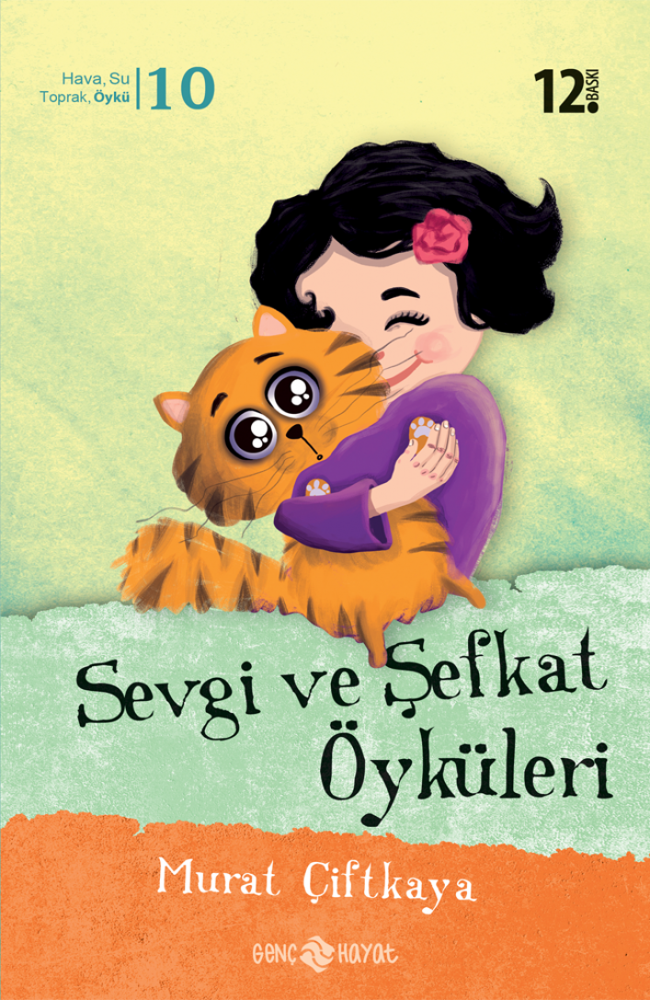 Hava, Su
Toprak, Öykü
10
12. BASKI
Sevgi ve Şefkat
Öyküleri
Murat Çiftkaya
GENÇ HAYAT